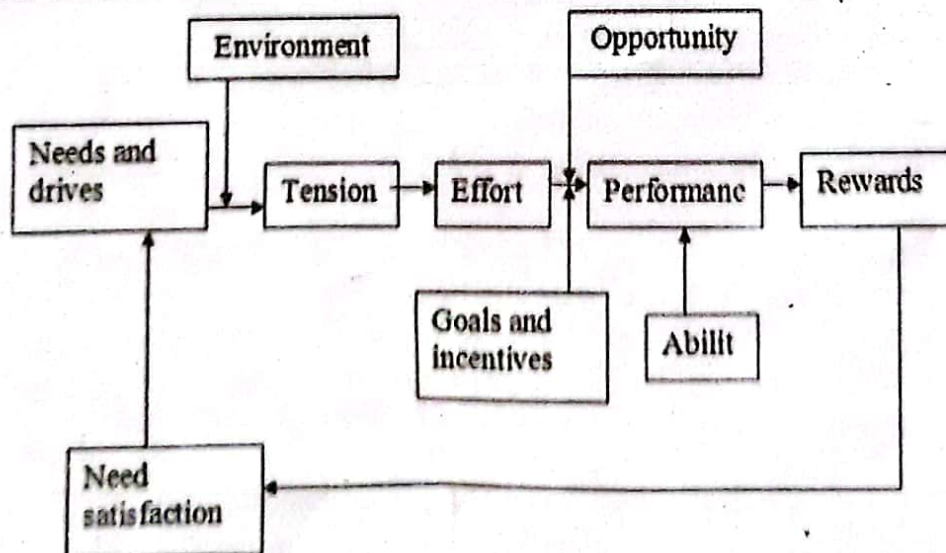 Environment
Opportunity
Needs and
drives
Tension
Effort
Performanc
Rewards
Goals and
incentives
Abilit
Need
satisfaction